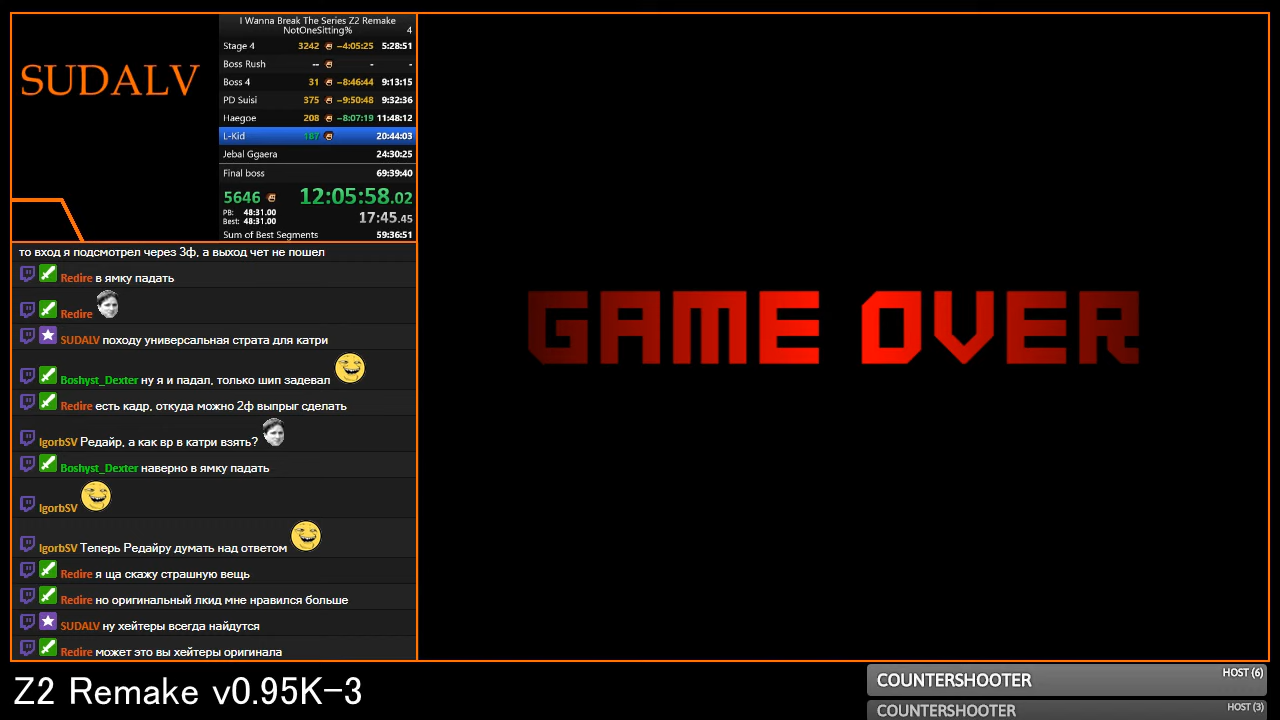 SUDALV
I Wanna Break The Series Z2 Remake
NotOneSitting% 4
Stage 4 3242 −4:05:25 5:28:51
Boss Rush -- - -
Boss 4 31 −8:46:44 9:13:15
PD Suisi 375 −9:50:48 9:32:36
Haegoe 208 −8:07:19 11:48:12
L-Kid 187 20:44:03
Jebal Ggaera 24:30:25
Final boss 69:39:40
5646 12:05:58.02
PB: 48:31.00
Best: 48:31.00
17:45.45
Sum of Best Segments 59:36:51
то вход я подсмотрел через 3ф, а выход чет не пошел
Redire в ямку падать
Redire
SUDALV походу универсальная страта для катри
Boshyst_Dexter ну я и падал, только шип задевал
Redire есть кадр, откуда можно 2ф выпрыг сделать
IgorbSV Редайр, а как вр в катри взять?
Boshyst_Dexter наверно в ямку падать
IgorbSV
IgorbSV Теперь Редайру думать над ответом
Redire я ща скажу страшную вещь
Redire но оригинальный лкид мне нравился больше
SUDALV ну хейтеры всегда найдутся
Redire может это вы хейтеры оригинала
GAME OVER
Z2 Remake v0.95K-3
COUNTERSHOOTER HOST (6)
COUNTERSHOOTER HOST (3)